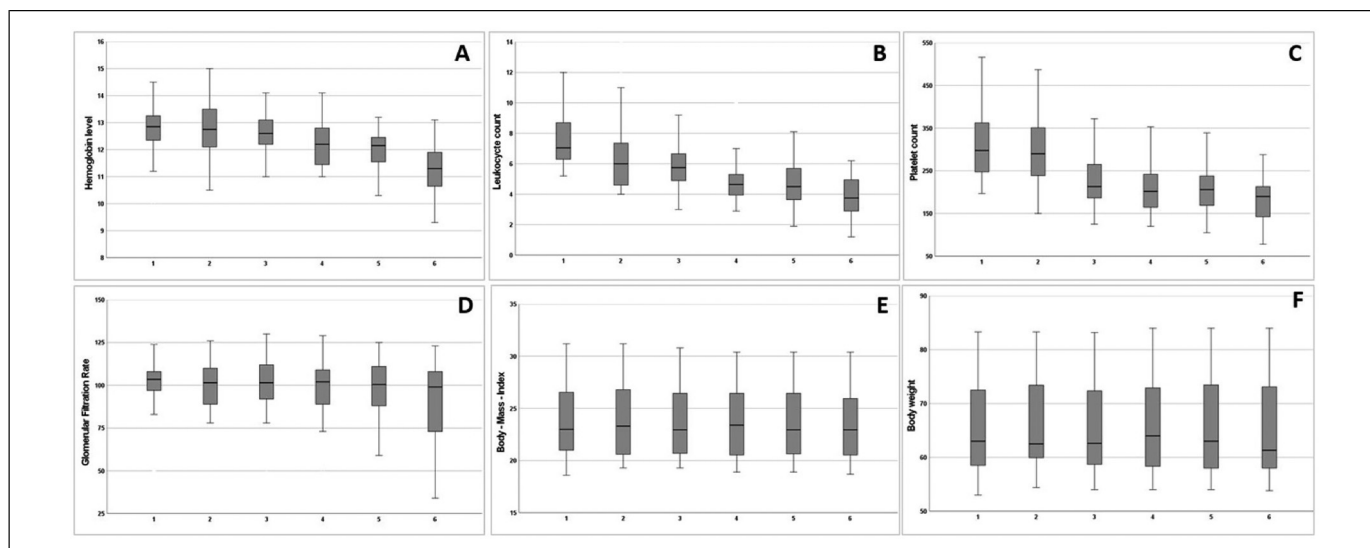 A
Hemoglobin level
16
15
14
13
12
11
10
9
8
1 2 3 4 5 6
B
Leukocyte count
14
12
10
8
6
4
2
0
1 2 3 4 5 6
C
Platelet count
550
450
350
250
150
50
1 2 3 4 5 6
D
Glomerular Filtration Rate
150
125
100
75
50
25
1 2 3 4 5 6
E
Body - Mass - Index
35
30
25
20
15
1 2 3 4 5 6
F
Body weight
90
80
70
60
50
1 2 3 4 5 6